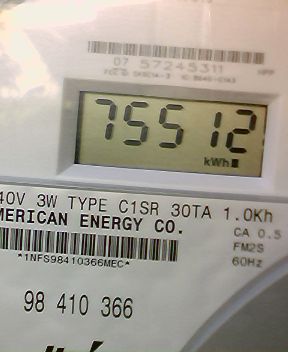 07 57245311
75512
kWh
40V 3W TYPE C1SR 30TA 1.0Kh
MERICAN ENERGY CO.
CA 0.5
FM2S
60Hz
*1NFS98410366MEC*
98 410 366